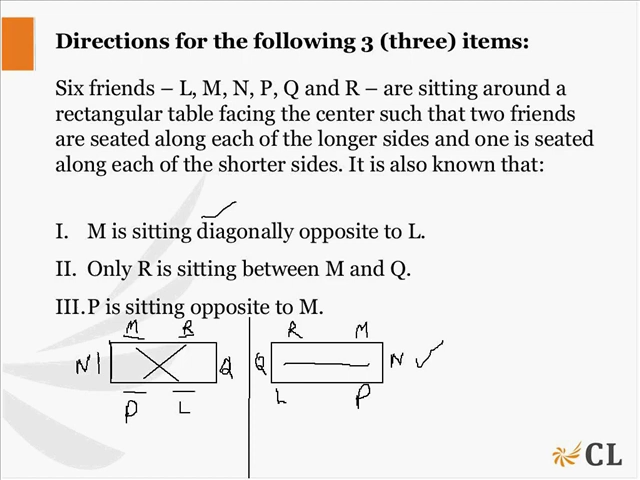 Directions for the following 3 (three) items:
Six friends – L, M, N, P, Q and R – are sitting around a
rectangular table facing the center such that two friends
are seated along each of the longer sides and one is seated
along each of the shorter sides. It is also known that:
I. M is sitting diagonally opposite to L.
II. Only R is sitting between M and Q.
III. P is sitting opposite to M.
M R R M
N Q Q N
P L L P
CL